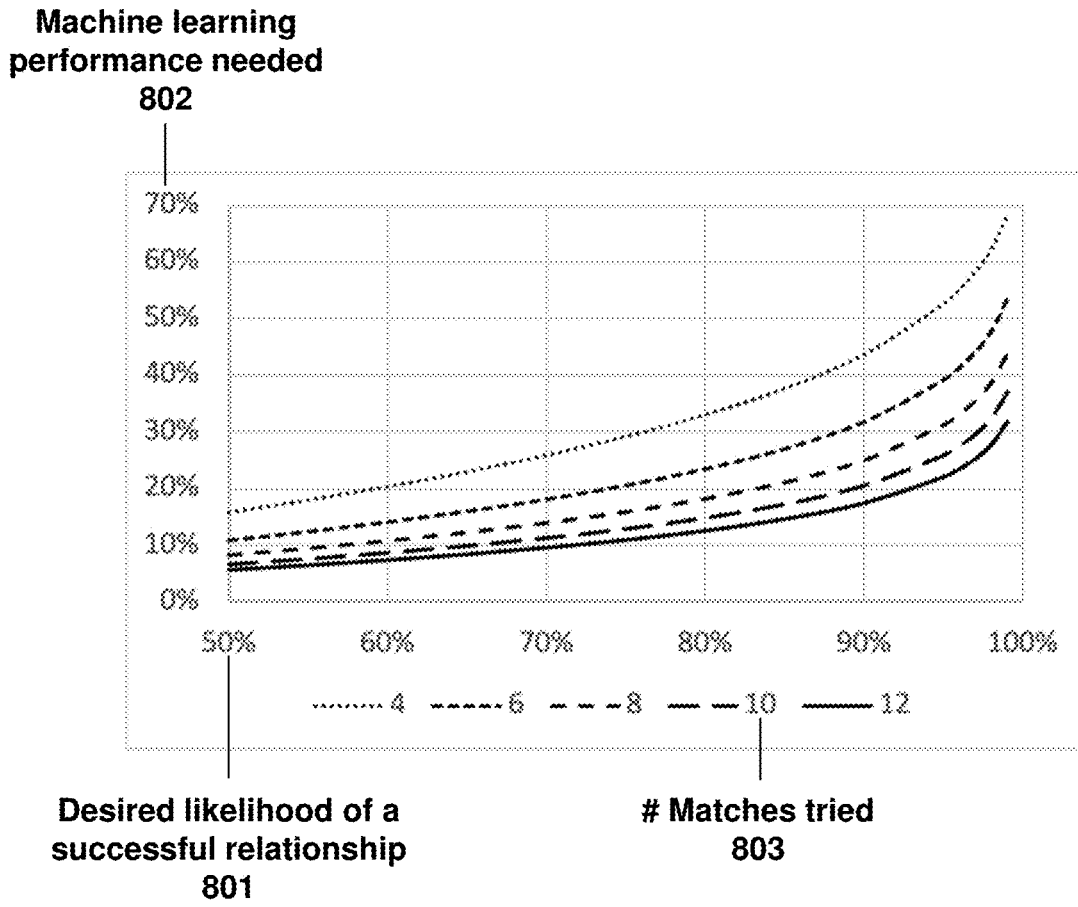 Machine learning
performance needed
802
70%
60%
50%
40%
30%
20%
10%
0%
50% 60% 70% 80% 90% 100%
4 6 8 10 12
Desired likelihood of a
successful relationship
801
# Matches tried
803